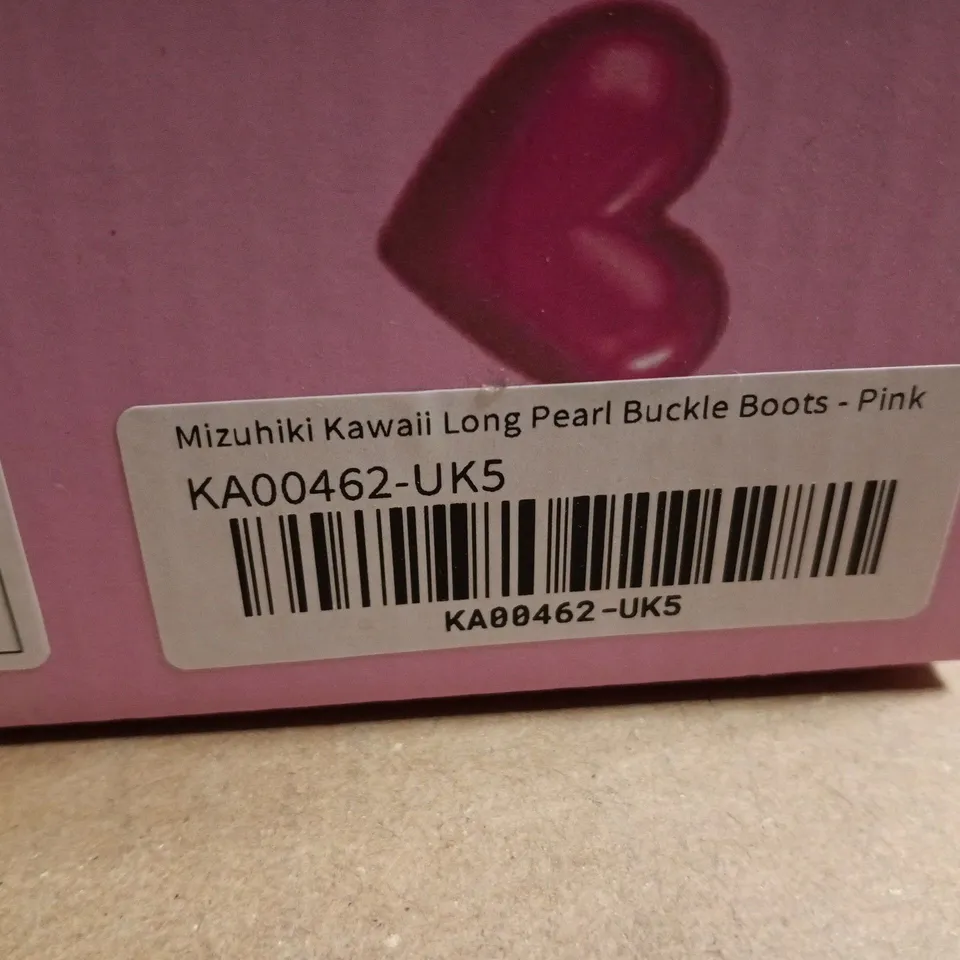 Mizuhiki Kawaii Long Pearl Buckle Boots - Pink
KA00462-UK5
KA00462-UK5